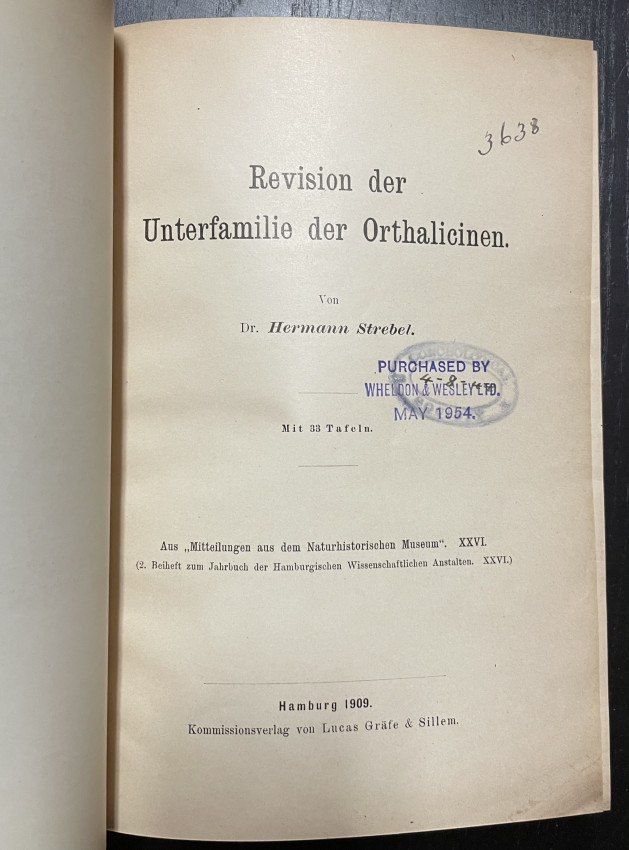 3638
Revision der
Unterfamilie der Orthalicinen.
Von
Dr. Hermann Strebel.
CONCHOLOGICAL
PURCHASED BY
WHELDON & WESLEY LTD.
MAY 1954.
Mit 33 Tafeln.
Aus „Mitteilungen aus dem Naturhistorischen Museum“. XXVI.
(2. Beiheft zum Jahrbuch der Hamburgischen Wissenschaftlichen Anstalten. XXVI.)
Hamburg 1909.
Kommissionsverlag von Lucas Gräfe & Sillem.